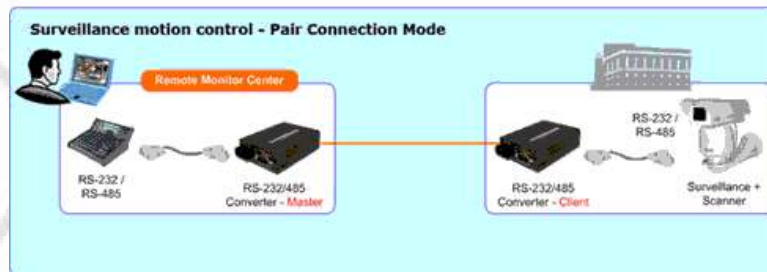 Surveillance motion control - Pair Connection Mode
Remote Monitor Center
RS-232 /
RS-485
RS-232/485
Converter - Master
RS-232/485
Converter - Client
RS-232 /
RS-485
Surveillance +
Scanner